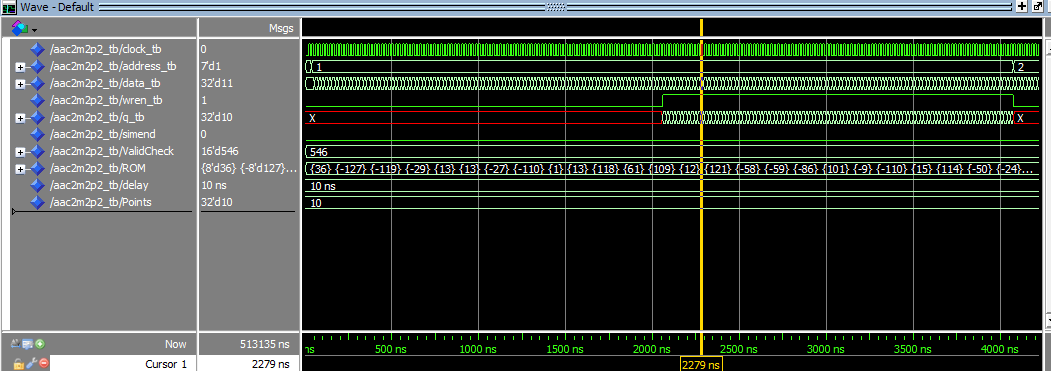 Wave - Default
Msgs
/aac2m2p2_tb/clock_tb 0
/aac2m2p2_tb/address_tb 7'd1 1 2
/aac2m2p2_tb/data_tb 32'd11
/aac2m2p2_tb/wren_tb 1
/aac2m2p2_tb/q_tb 32'd10 X X
/aac2m2p2_tb/simend 0
/aac2m2p2_tb/ValidCheck 16'd546 546
/aac2m2p2_tb/ROM {8'd36} {-8'd127}... {36} {-127} {-119} {-29} {13} {13} {-27} {-110} {1} {13} {118} {61} {109} {12} {121} {-58} {-59} {-86} {101} {-9} {-110} {15} {114} {-50} {-24}...
/aac2m2p2_tb/delay 10 ns 10 ns
/aac2m2p2_tb/Points 32'd10 10
Now 513135 ns ns 500 ns 1000 ns 1500 ns 2000 ns 2500 ns 3000 ns 3500 ns 4000 ns
Cursor 1 2279 ns 2279 ns